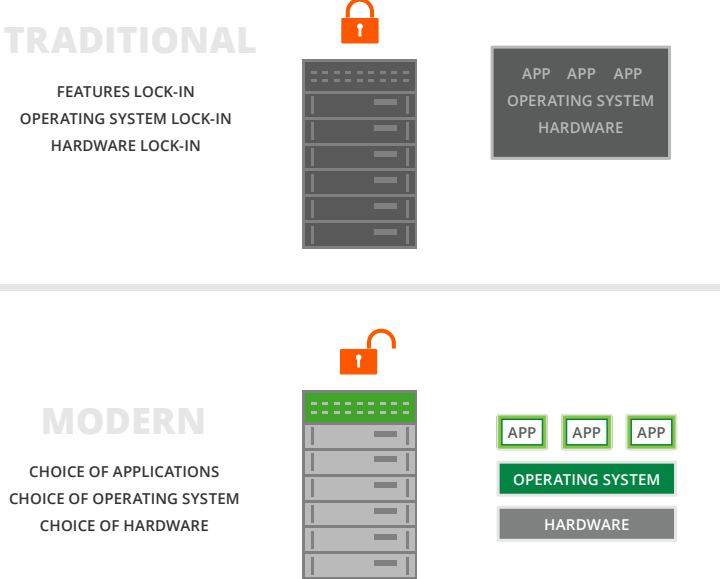 TRADITIONAL
FEATURES LOCK-IN
OPERATING SYSTEM LOCK-IN
HARDWARE LOCK-IN
APP APP APP
OPERATING SYSTEM
HARDWARE
MODERN
CHOICE OF APPLICATIONS
CHOICE OF OPERATING SYSTEM
CHOICE OF HARDWARE
APP APP APP
OPERATING SYSTEM
HARDWARE